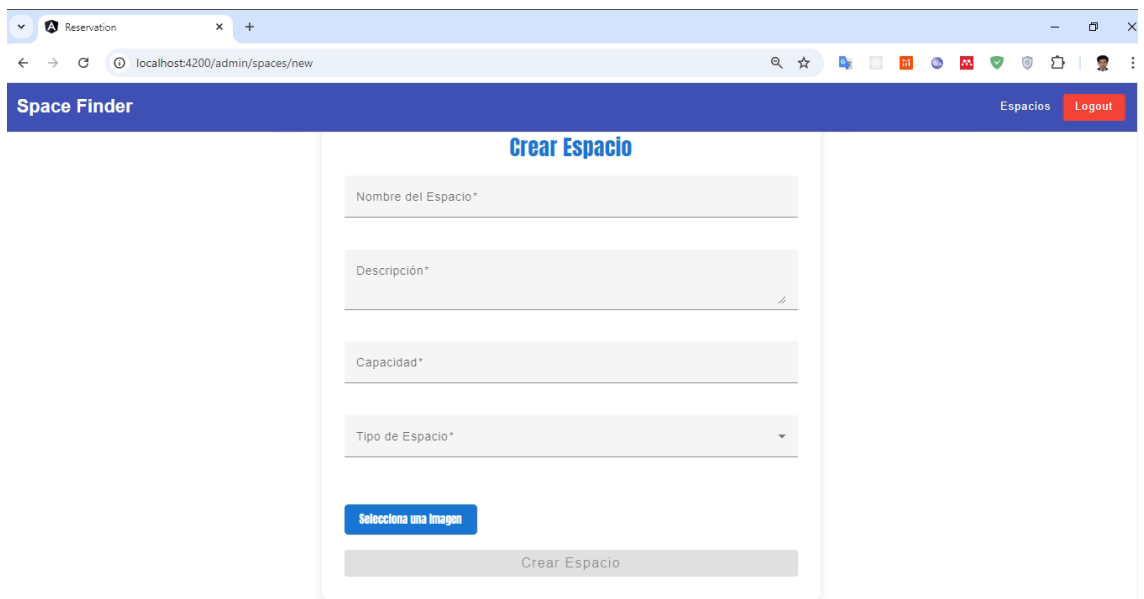 Reservation
localhost:4200/admin/spaces/new
Space Finder
Espacios
Logout
Crear Espacio
Nombre del Espacio*
Descripción*
Capacidad*
Tipo de Espacio*
Selecciona una Imagen
Crear Espacio